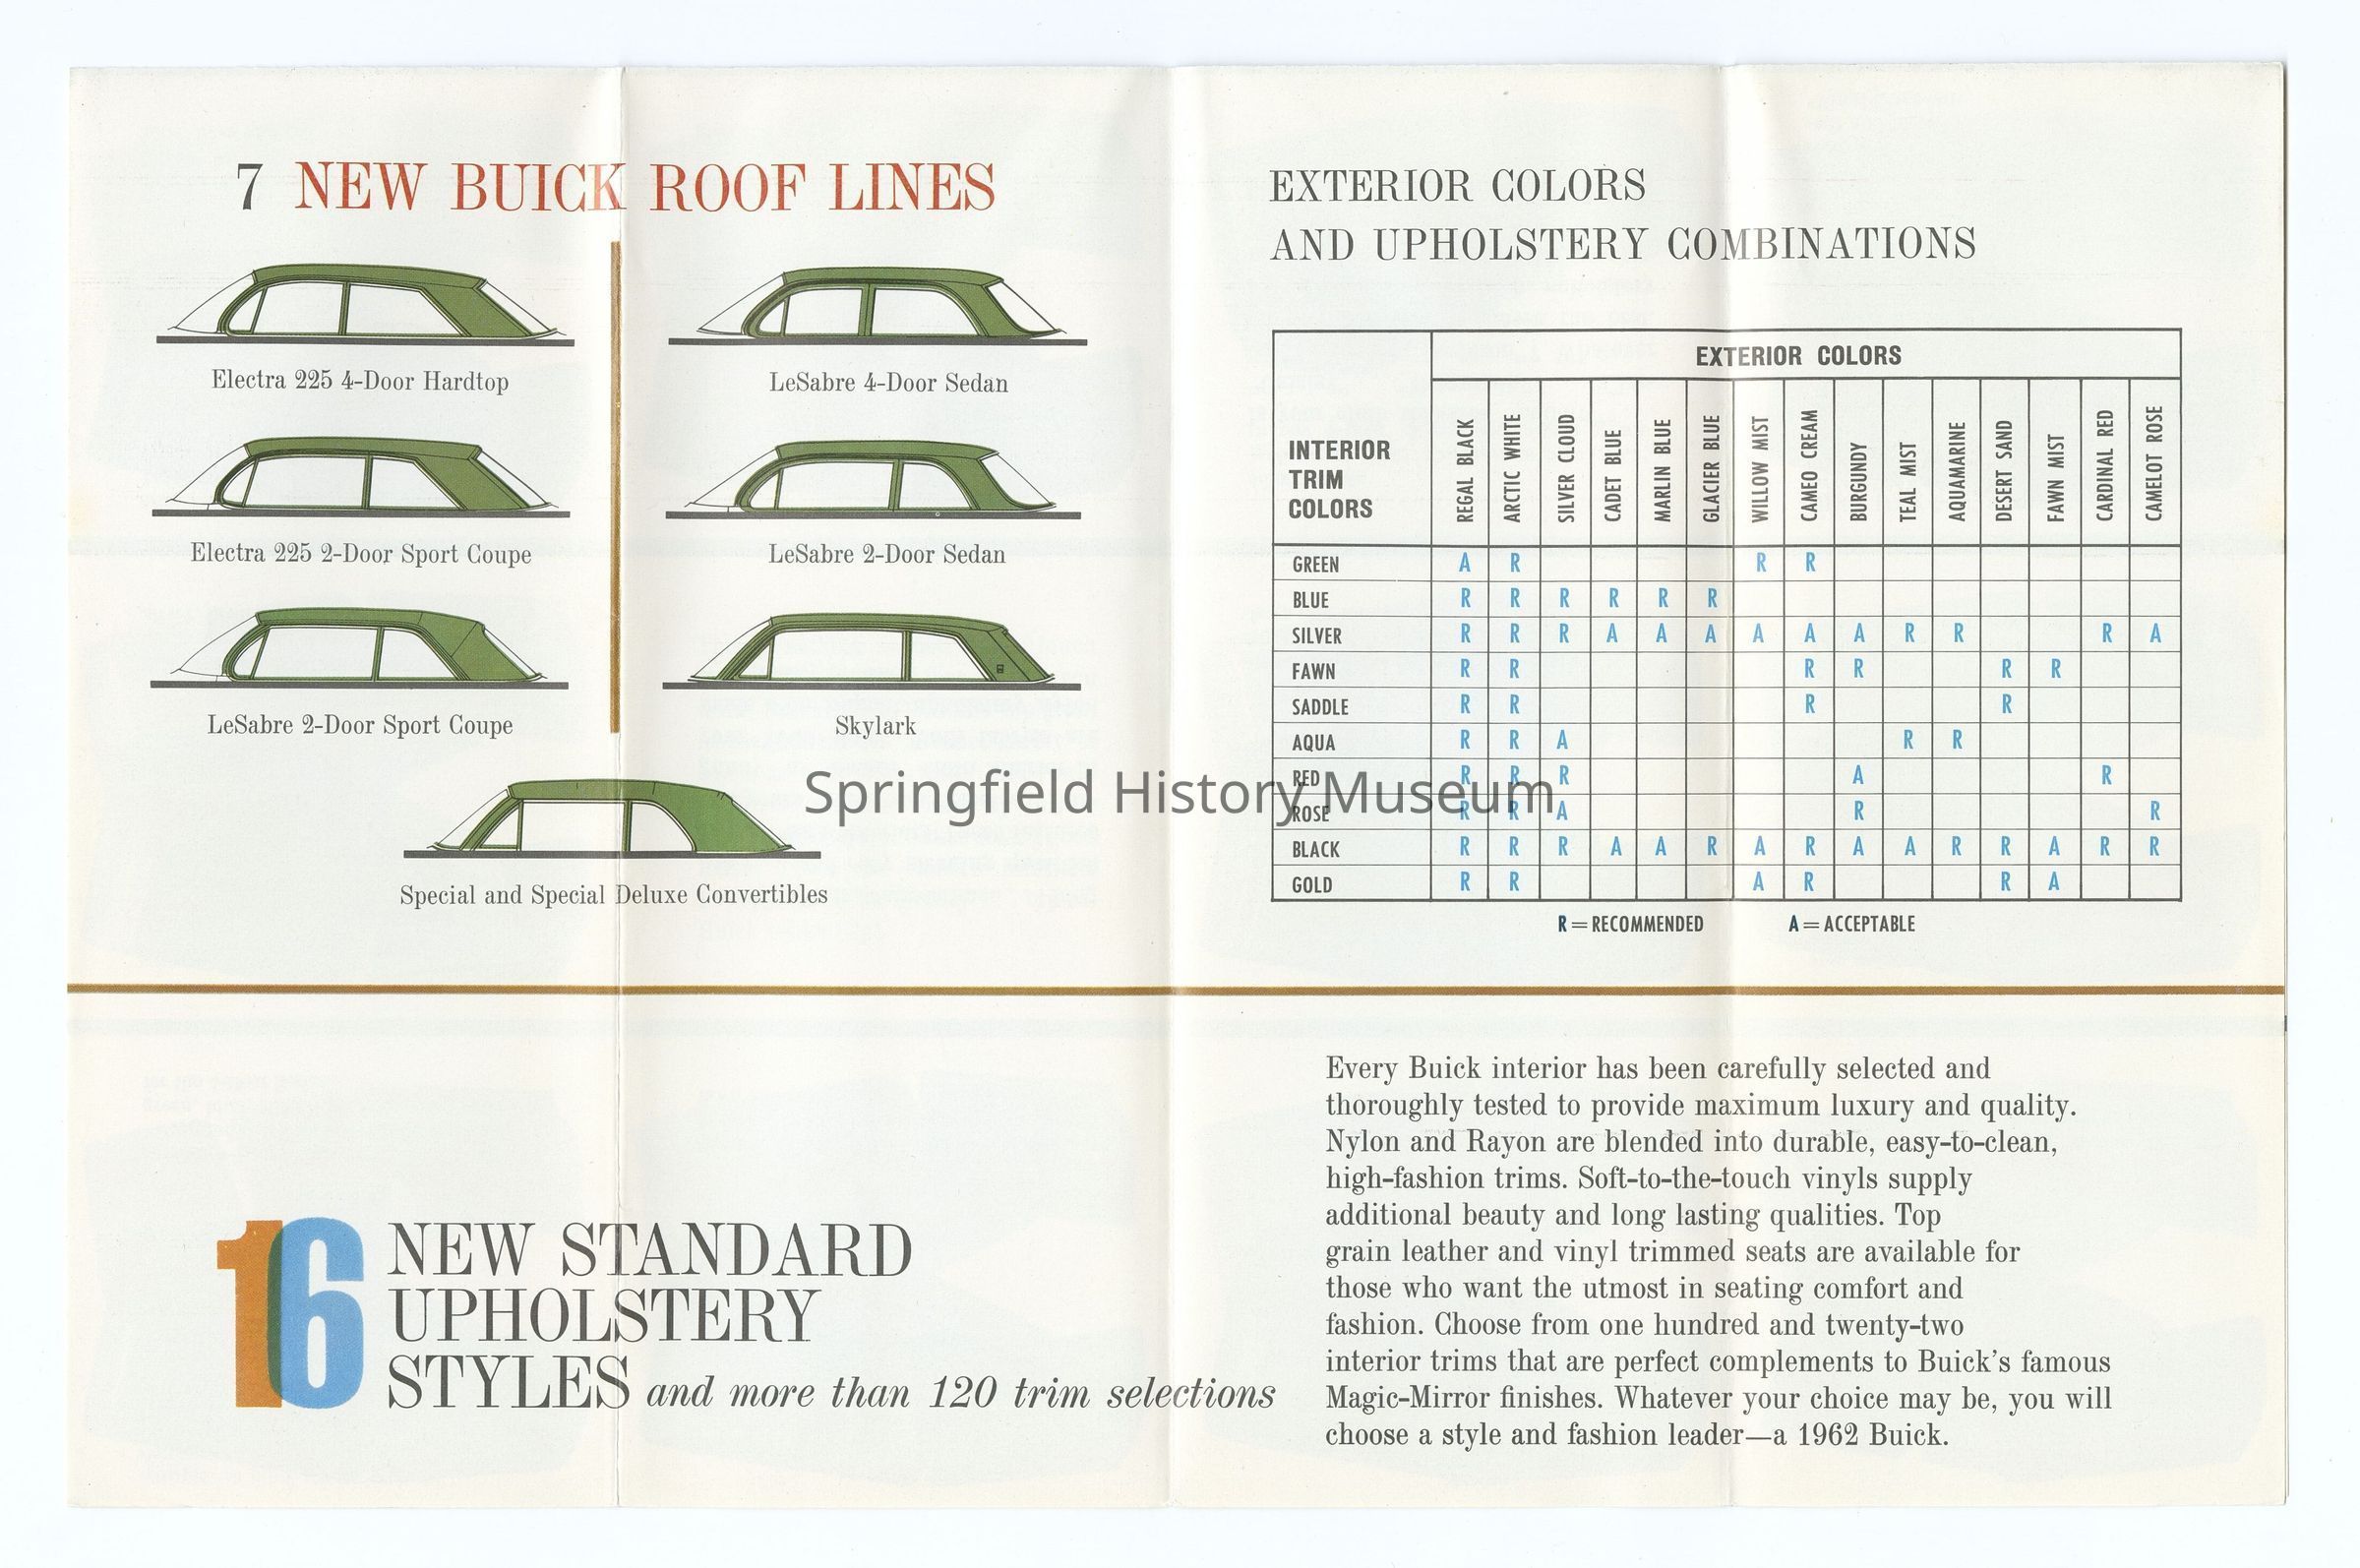 7 NEW BUICK ROOF LINES
Electra 225 4-Door Hardtop
LeSabre 4-Door Sedan
Electra 225 2-Door Sport Coupe
LeSabre 2-Door Sedan
LeSabre 2-Door Sport Coupe
Skylark
Special and Special Deluxe Convertibles
EXTERIOR COLORS
AND UPHOLSTERY COMBINATIONS
EXTERIOR COLORS
INTERIOR
TRIM
COLORS
REGAL BLACK
ARCTIC WHITE
SILVER CLOUD
CADET BLUE
MARLIN BLUE
GLACIER BLUE
WILLOW MIST
CAMEO CREAM
BURGUNDY
TEAL MIST
AQUAMARINE
DESERT SAND
FAWN MIST
CARDINAL RED
CAMELOT ROSE
GREEN A R R R
BLUE R R R R R R
SILVER R R R A A A A A A R R R A
FAWN R R R R R R
SADDLE R R R R
AQUA R R A R R
RED R R R A R
ROSE R R A R R
BLACK R R R A A R A R A A R R A R R
GOLD R R A R R A
R = RECOMMENDED A = ACCEPTABLE
Springfield History Museum
16 NEW STANDARD
UPHOLSTERY
STYLES and more than 120 trim selections
Every Buick interior has been carefully selected and
thoroughly tested to provide maximum luxury and quality.
Nylon and Rayon are blended into durable, easy-to-clean,
high-fashion trims. Soft-to-the-touch vinyls supply
additional beauty and long lasting qualities. Top
grain leather and vinyl trimmed seats are available for
those who want the utmost in seating comfort and
fashion. Choose from one hundred and twenty-two
interior trims that are perfect complements to Buick's famous
Magic-Mirror finishes. Whatever your choice may be, you will
choose a style and fashion leader—a 1962 Buick.